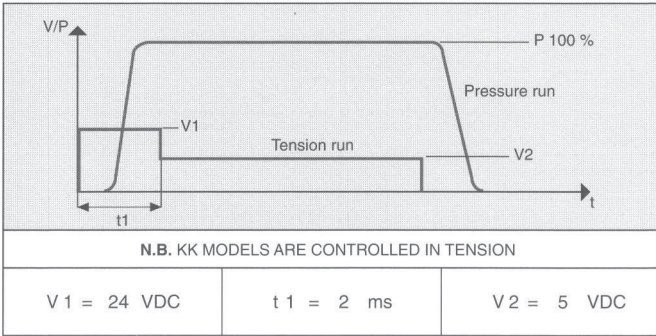 V/P
P 100 %
Pressure run
V1
Tension run
V2
t
t1
N.B. KK MODELS ARE CONTROLLED IN TENSION
V 1 = 24 VDC
t 1 = 2 ms
V 2 = 5 VDC